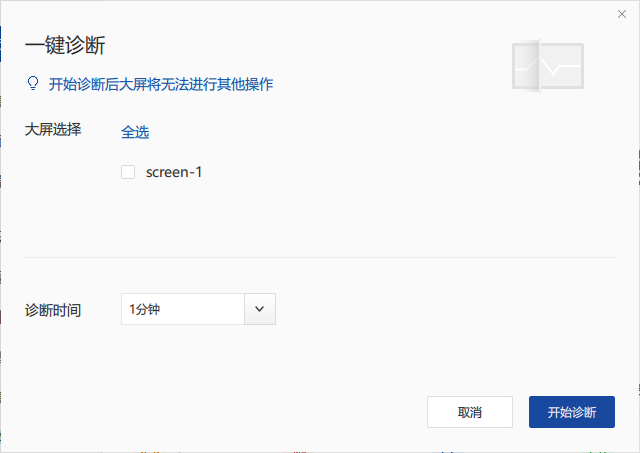 一键诊断
开始诊断后大屏将无法进行其他操作
大屏选择
全选
screen-1
诊断时间
1分钟
取消
开始诊断